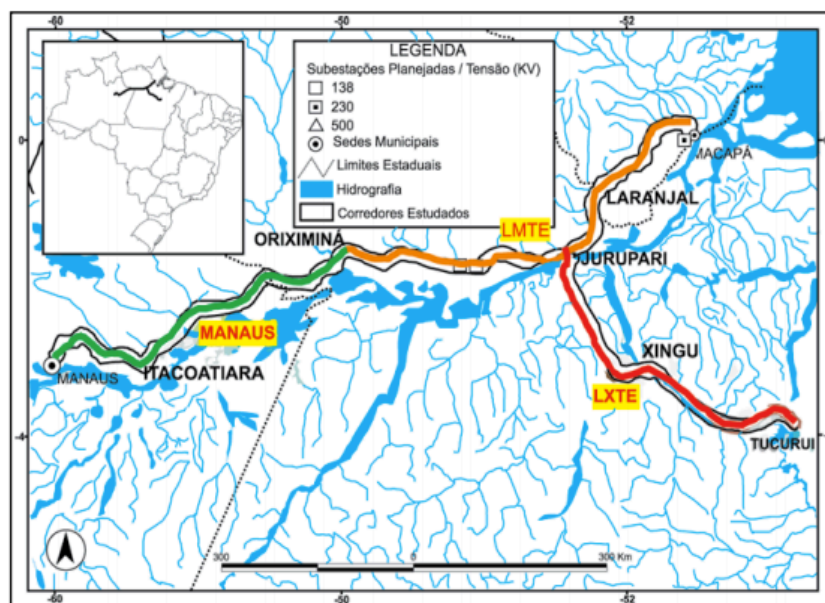 -60
-50
-52
LEGENDA
Subestações Planejadas / Tensão (KV)
138
230
500
Sedes Municipais
Limites Estaduais
Hidrografia
Corredores Estudados
0
MACAPÁ
LARANJAL
ORIXIMINÁ
LMTE
JURUPARI
MANAUS
XINGU
MANAUS
ITACOATIARA
LXTE
-4
TUCURUI
300
0
300 Km
-60
-50
-52